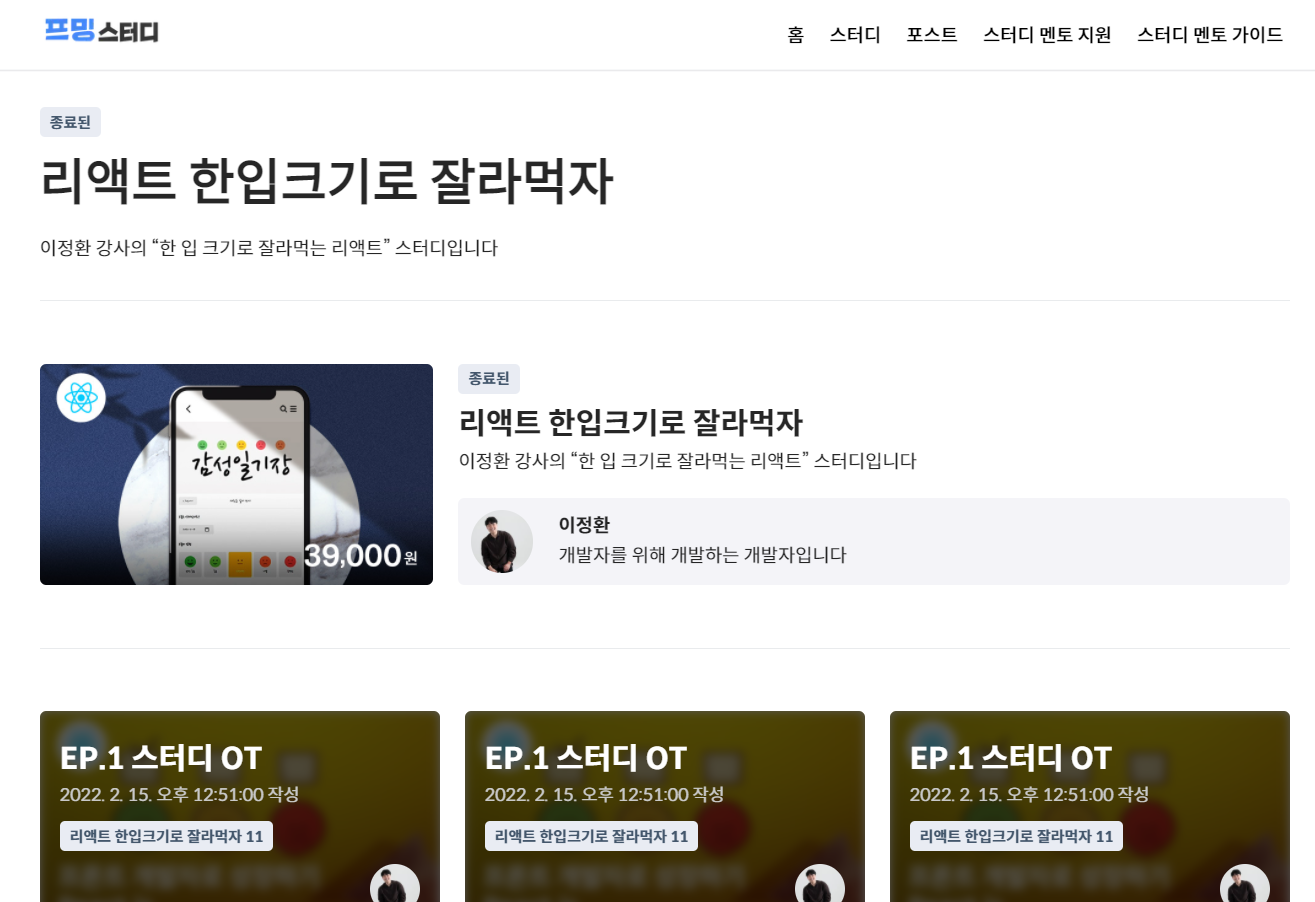 프밍 스터디
홈 스터디 포스트 스터디 멘토 지원 스터디 멘토 가이드
종료된
리액트 한입크기로 잘라먹자
이정환 강사의 “한 입 크기로 잘라먹는 리액트” 스터디입니다
감성일기장
39,000원
종료된
리액트 한입크기로 잘라먹자
이정환 강사의 “한 입 크기로 잘라먹는 리액트” 스터디입니다
이정환
개발자를 위해 개발하는 개발자입니다
EP.1 스터디 OT
2022. 2. 15. 오후 12:51:00 작성
리액트 한입크기로 잘라먹자 11
EP.1 스터디 OT
2022. 2. 15. 오후 12:51:00 작성
리액트 한입크기로 잘라먹자 11
EP.1 스터디 OT
2022. 2. 15. 오후 12:51:00 작성
리액트 한입크기로 잘라먹자 11